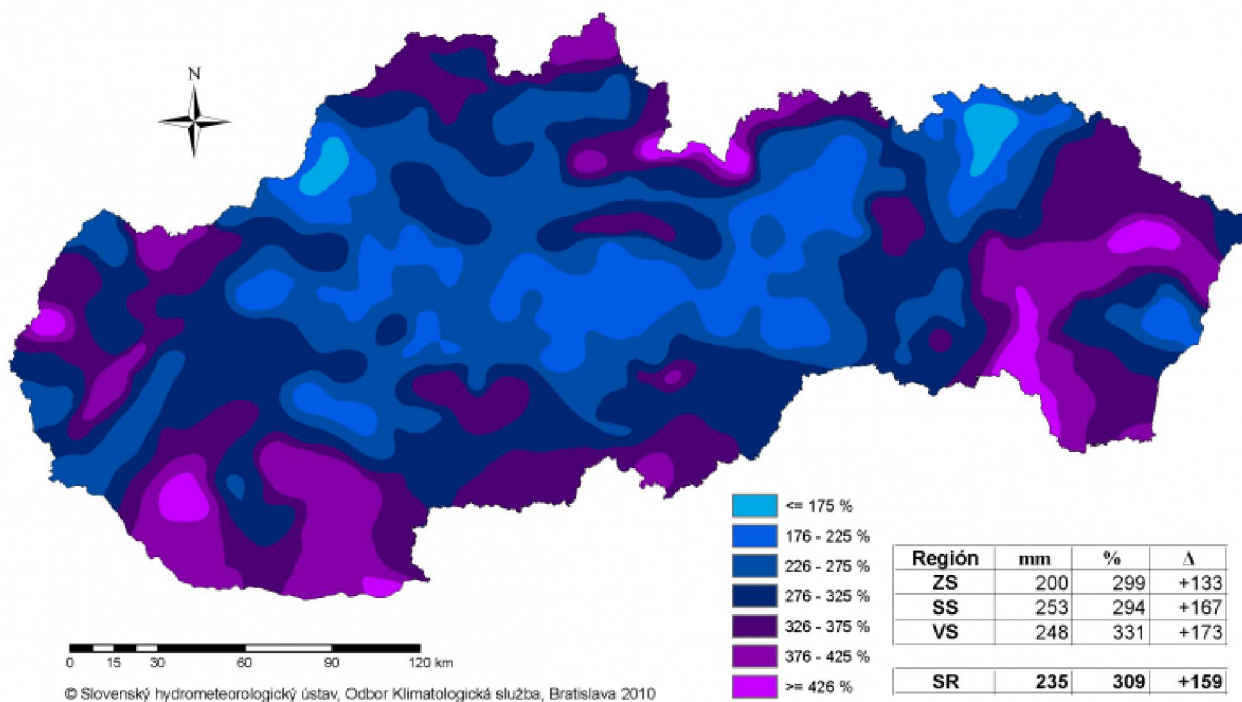 N
<= 175 %
176 - 225 %
226 - 275 %
276 - 325 %
326 - 375 %
376 - 425 %
>= 426 %
Región mm % Δ
ZS 200 299 +133
SS 253 294 +167
VS 248 331 +173
SR 235 309 +159
0 15 30 60 90 120 km
© Slovenský hydrometeorologický ústav, Odbor Klimatologická služba, Bratislava 2010